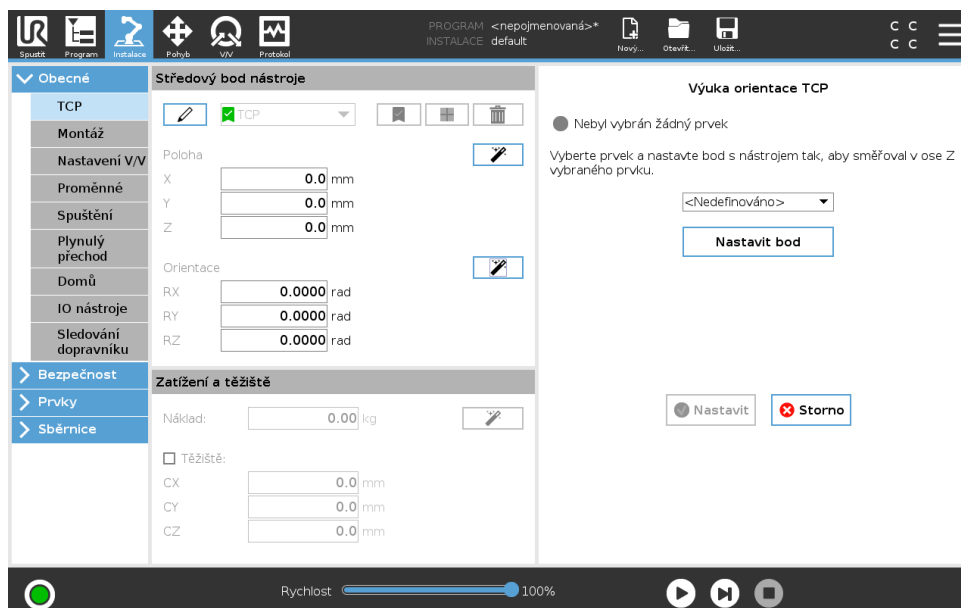 PROGRAM <nepojmenovaná>*
INSTALACE default
UR
Spustit
Program
Instalace
Pohyb
V/V
Protokol
Nový...
Otevřít...
Uložit...
C C
C C
Obecné
TCP
Montáž
Nastavení V/V
Proměnné
Spuštění
Plynulý
přechod
Domů
IO nástroje
Sledování
dopravníku
Bezpečnost
Prvky
Sběrnice
Středový bod nástroje
TCP
Poloha
X 0.0 mm
Y 0.0 mm
Z 0.0 mm
Orientace
RX 0.0000 rad
RY 0.0000 rad
RZ 0.0000 rad
Zatížení a těžiště
Náklad: 0.00 kg
Těžiště:
CX 0.0 mm
CY 0.0 mm
CZ 0.0 mm
Výuka orientace TCP
Nebyl vybrán žádný prvek
Vyberte prvek a nastavte bod s nástrojem tak, aby směřoval v ose Z
vybraného prvku.
<Nedefinováno>
Nastavit bod
Nastavit
Storno
Rychlost 100%